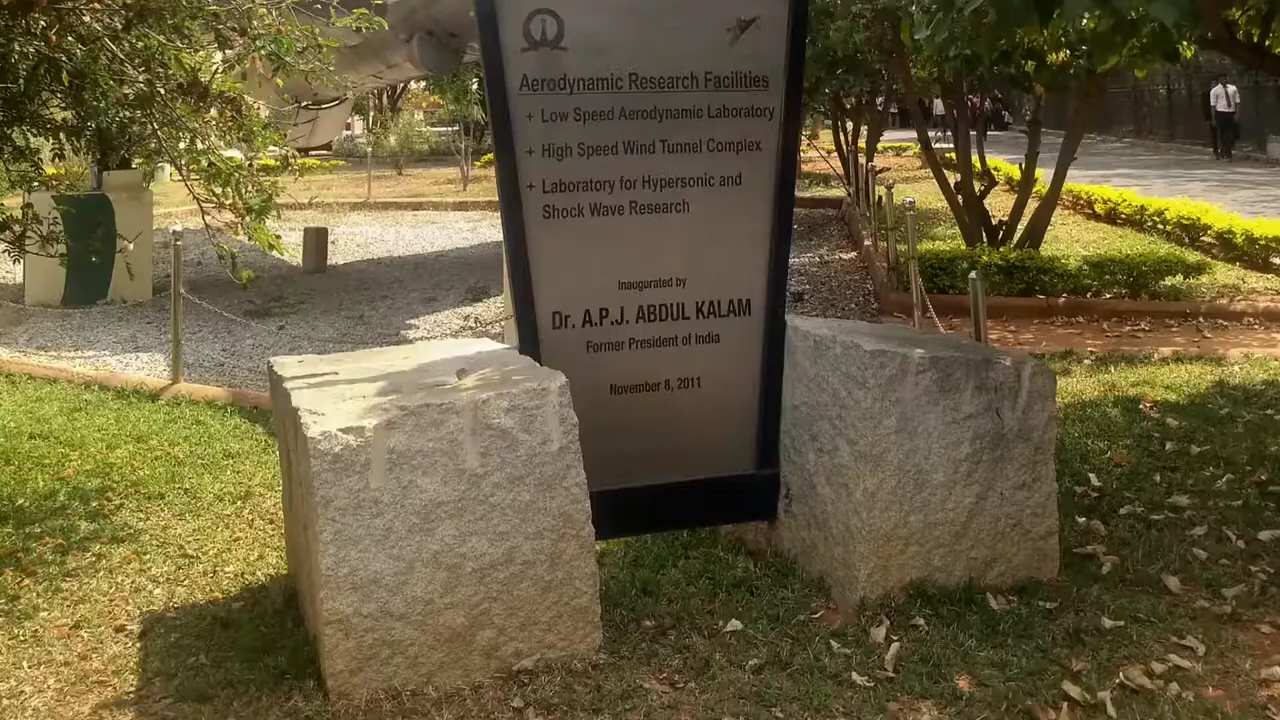 Aerodynamic Research Facilities
+ Low Speed Aerodynamic Laboratory
+ High Speed Wind Tunnel Complex
+ Laboratory for Hypersonic and
Shock Wave Research
Inaugurated by
Dr. A.P.J. ABDUL KALAM
Former President of India
November 8, 2011